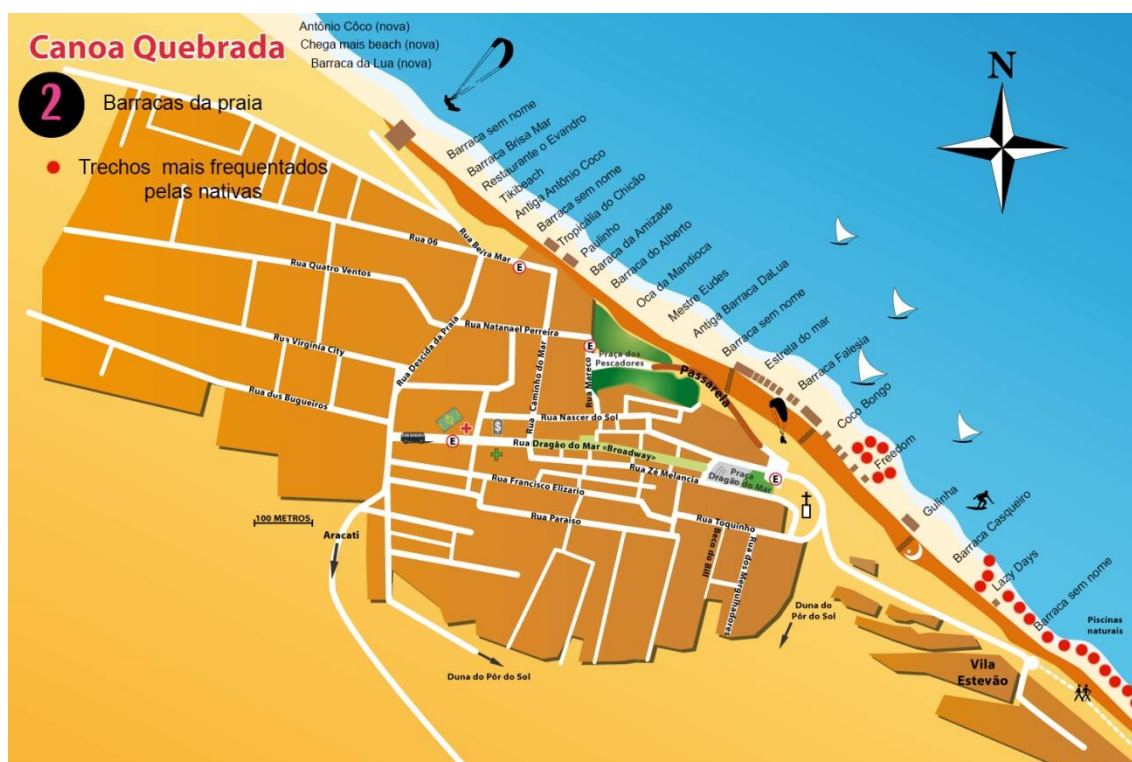 Canoa Quebrada
Antônio Côco (nova)
Chega mais beach (nova)
Barraca da Lua (nova)
N
2
Barracas da praia
Trechos mais frequentados
pelas nativas
Barraca sem nome
Barraca Brisa Mar
Restaurante o Evandro
Tikibeach
Antiga Antônio Coco
Barraca sem nome
Tropicália do Chicão
Paulinho
Baraca da Amizade
Barraca do Alberto
Oca da Mandioca
Mestre Eudes
Antiga Barraca DaLua
Barraca sem nome
Estrela do mar
Barraca Falesia
Coco Bongo
Freedom
Gulinha
Barraca Casqueiro
Lazy Days
Barraca sem nome
Piscinas
naturais
Rua 06
Rua Beira Mar
E
Rua Quatro Ventos
Rua Descida da Praia
Rua Natanael Perreira
E
Praça dos
Pescadores
Passarela
Rua Virginia City
Rua Caminho do Mar
Rua Mareco
Rua dos Bugueiros
Rua Nascer do Sol
$
E
Rua Dragão do Mar «Broadway»
Rua Zé Melancia
Praça
Dragão do Mar
E
Rua Francisco Elizario
Rua Paraiso
Rua Toquinho
Beco do Bill
Rua dos Mergulhadores
100 METROS
Aracati
Duna do
Pôr do Sol
Duna do Pôr do Sol
Vila
Estevão